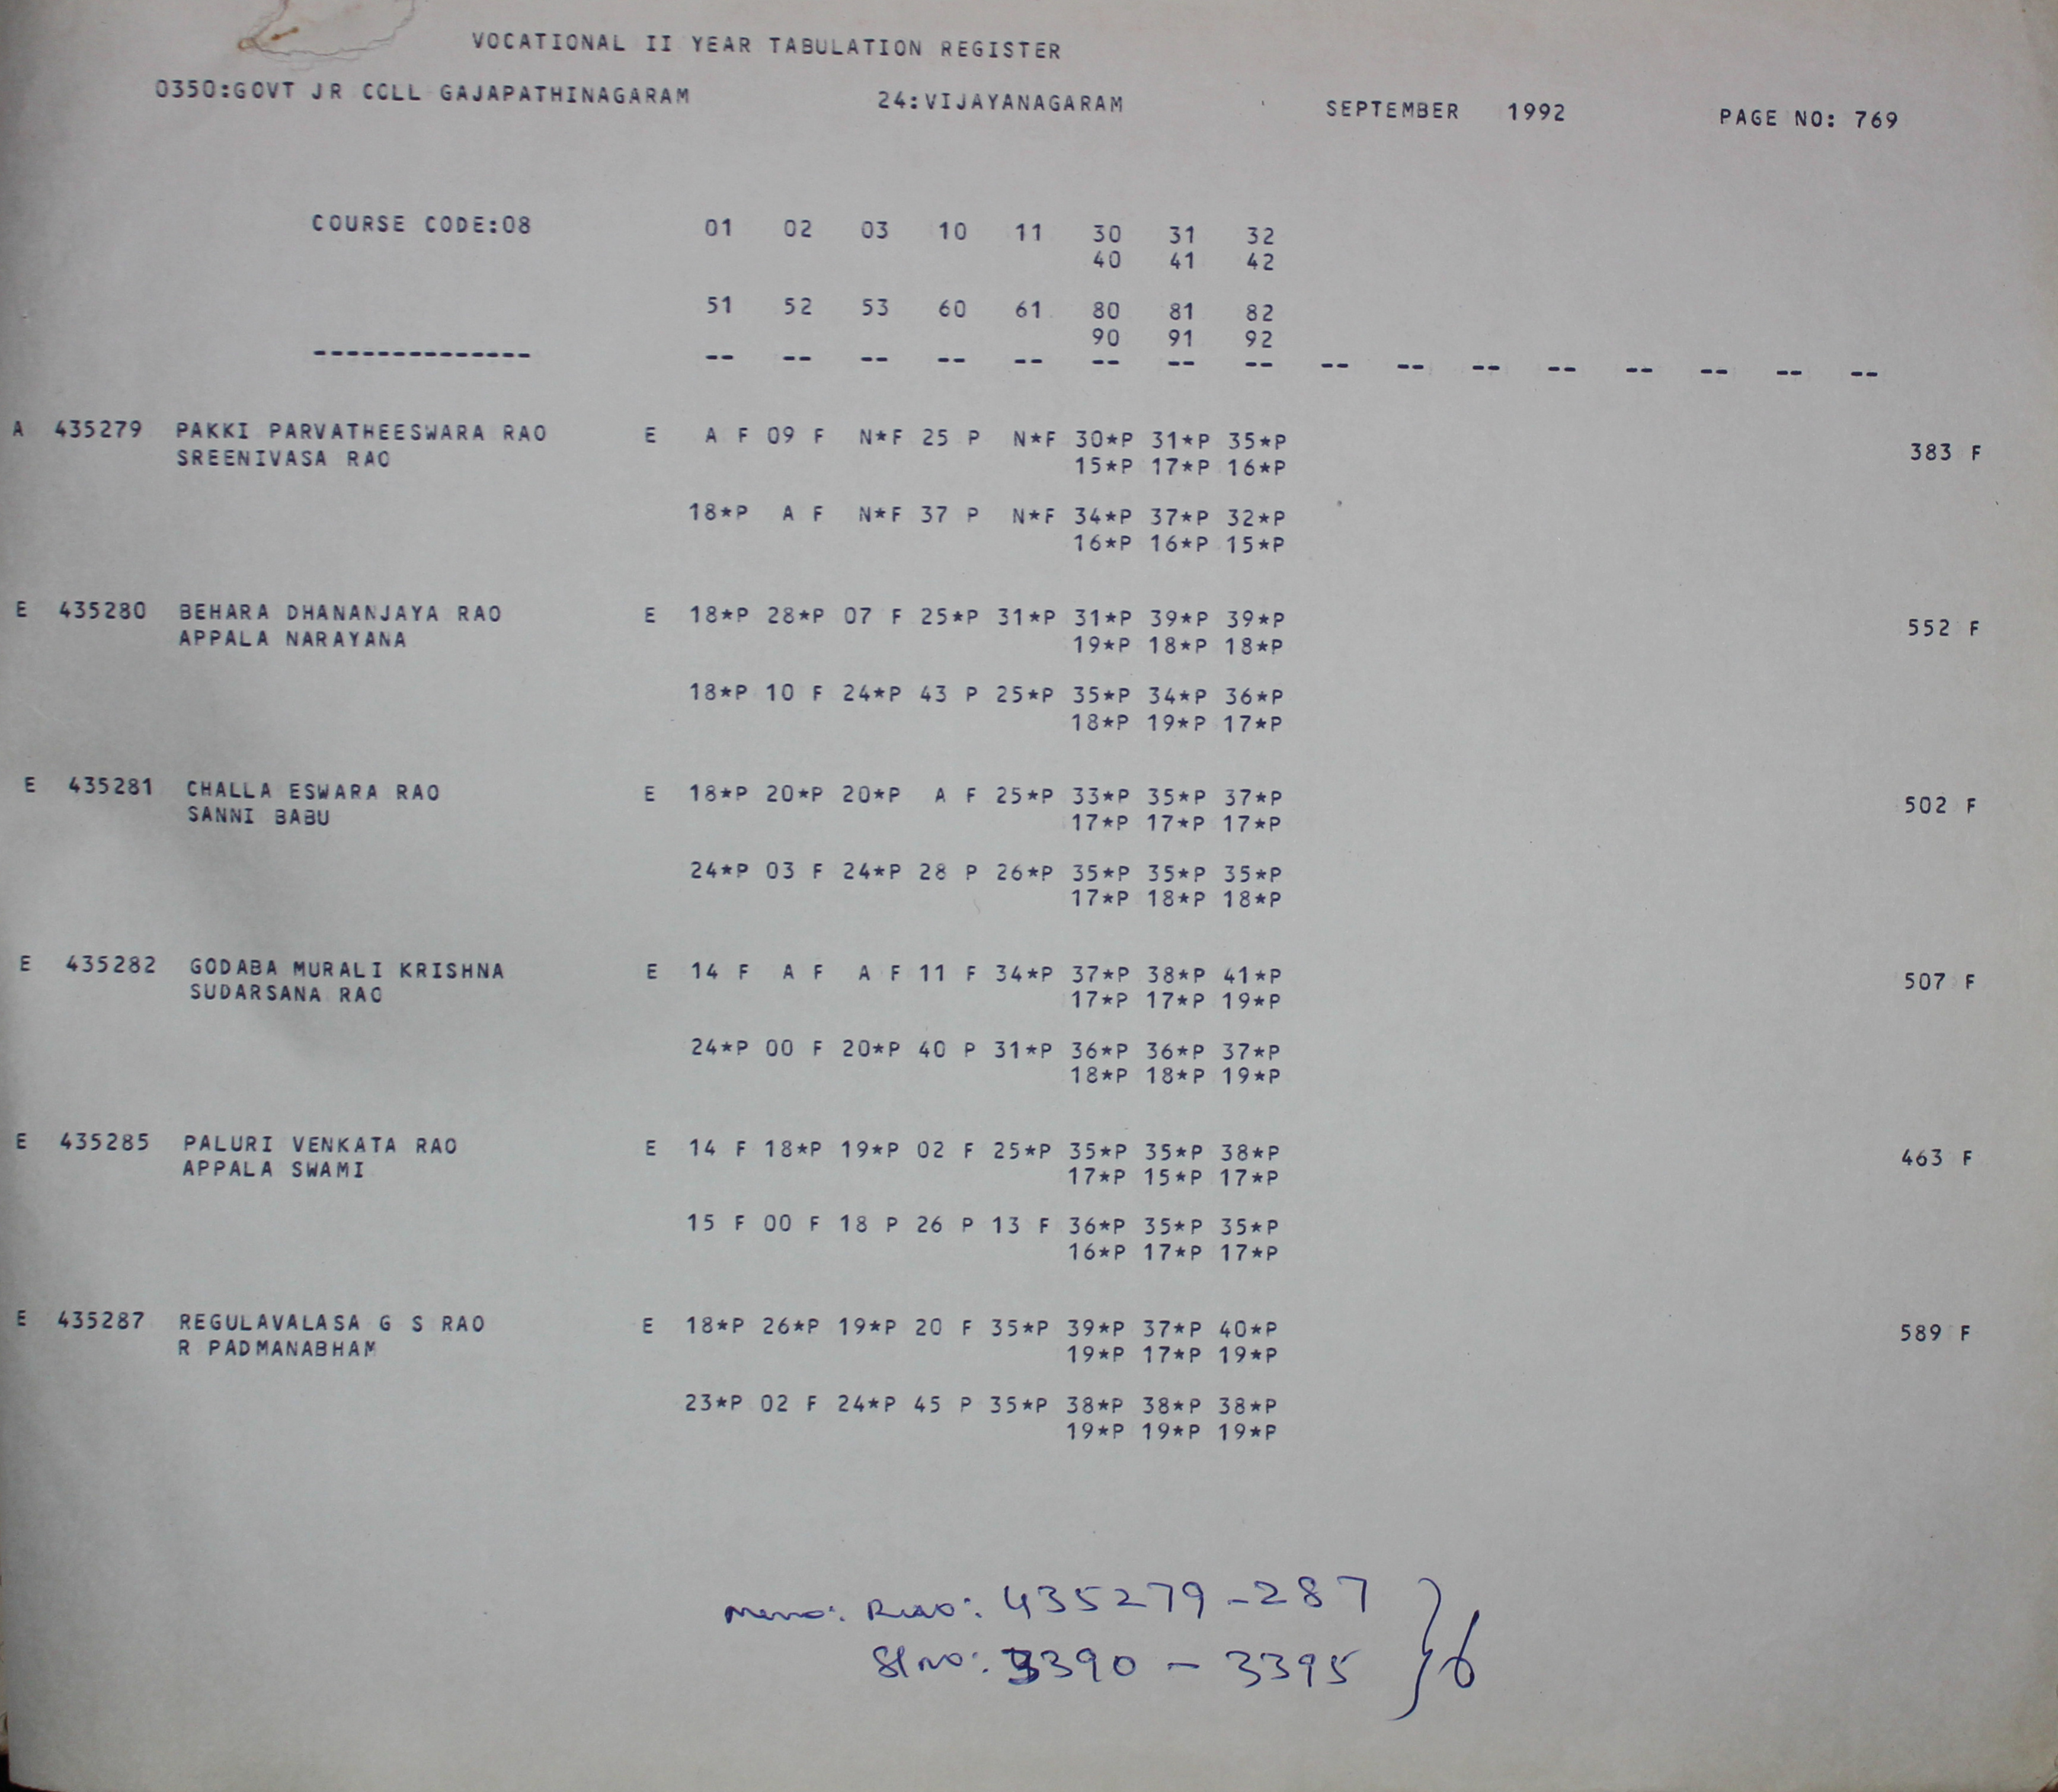 VOCATIONAL II YEAR TABULATION REGISTER
0350:GOVT JR COLL GAJAPATHINAGARAM 24:VIJAYANAGARAM SEPTEMBER 1992 PAGE NO: 769
COURSE CODE:08 01 02 03 10 11 30 31 32
40 41 42
51 52 53 60 61 80 81 82
90 91 92
-------------- -- -- -- -- -- -- -- -- -- -- -- -- -- -- -- --
A 435279 PAKKI PARVATHEESWARA RAO E A F 09 F N*F 25 P N*F 30*P 31*P 35*P 383 F
SREENIVASA RAO 15*P 17*P 16*P
18*P A F N*F 37 P N*F 34*P 37*P 32*P
16*P 16*P 15*P
E 435280 BEHARA DHANANJAYA RAO E 18*P 28*P 07 F 25*P 31*P 31*P 39*P 39*P 552 F
APPALA NARAYANA 19*P 18*P 18*P
18*P 10 F 24*P 43 P 25*P 35*P 34*P 36*P
18*P 19*P 17*P
E 435281 CHALLA ESWARA RAO E 18*P 20*P 20*P A F 25*P 33*P 35*P 37*P 502 F
SANNI BABU 17*P 17*P 17*P
24*P 03 F 24*P 28 P 26*P 35*P 35*P 35*P
17*P 18*P 18*P
E 435282 GODABA MURALI KRISHNA E 14 F A F A F 11 F 34*P 37*P 38*P 41*P 507 F
SUDARSANA RAO 17*P 17*P 19*P
24*P 00 F 20*P 40 P 31*P 36*P 36*P 37*P
18*P 18*P 19*P
E 435285 PALURI VENKATA RAO E 14 F 18*P 19*P 02 F 25*P 35*P 35*P 38*P 463 F
APPALA SWAMI 17*P 15*P 17*P
15 F 00 F 18 P 26 P 13 F 36*P 35*P 35*P
16*P 17*P 17*P
E 435287 REGULAVALASA G S RAO E 18*P 26*P 19*P 20 F 35*P 39*P 37*P 40*P 589 F
R PADMANABHAM 19*P 17*P 19*P
23*P 02 F 24*P 45 P 35*P 38*P 38*P 38*P
19*P 19*P 19*P
435279-287
Sl no: 3390 - 3395 } 6